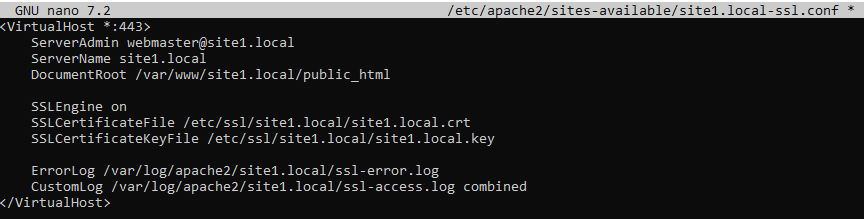 GNU nano 7.2 /etc/apache2/sites-available/site1.local-ssl.conf *
<VirtualHost *:443>
ServerAdmin webmaster@site1.local
ServerName site1.local
DocumentRoot /var/www/site1.local/public_html
SSLEngine on
SSLCertificateFile /etc/ssl/site1.local/site1.local.crt
SSLCertificateKeyFile /etc/ssl/site1.local/site1.local.key
ErrorLog /var/log/apache2/site1.local/ssl-error.log
CustomLog /var/log/apache2/site1.local/ssl-access.log combined
</VirtualHost>